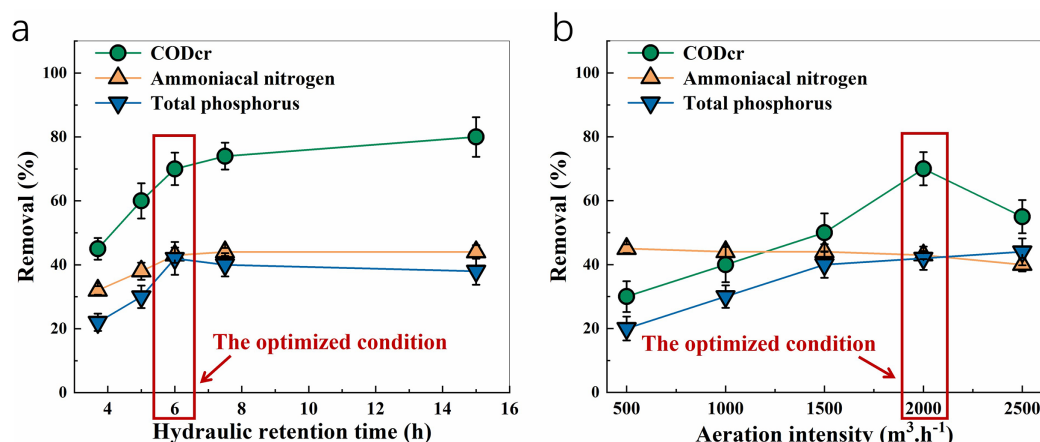 a
CODcr
Ammoniacal nitrogen
Total phosphorus
Removal (%)
100
80
60
40
20
0
The optimized condition
4 6 8 10 12 14 16
Hydraulic retention time (h)
b
CODcr
Ammoniacal nitrogen
Total phosphorus
Removal (%)
100
80
60
40
20
0
The optimized condition
500 1000 1500 2000 2500
Aeration intensity (m³.h⁻¹)